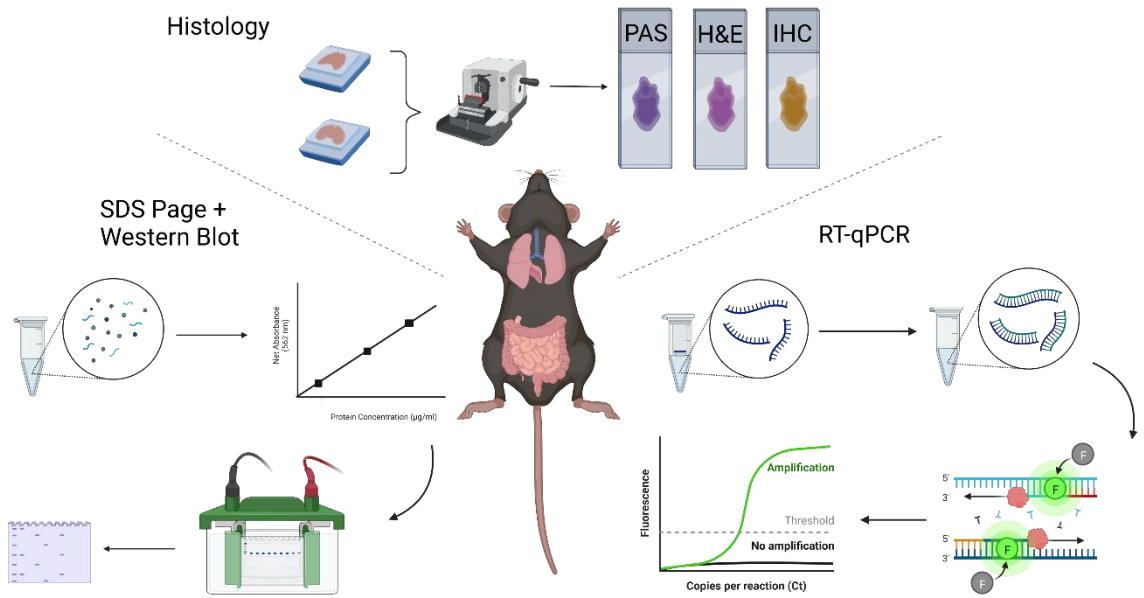 Histology
PAS
H&E
IHC
SDS Page +
Western Blot
RT-qPCR
Net Absorbance
(562 nm)
Protein Concentration (µg/ml)
Fluorescence
Amplification
Threshold
No amplification
Copies per reaction (Ct)
F
5'
F
3'
5'
F
3'
F